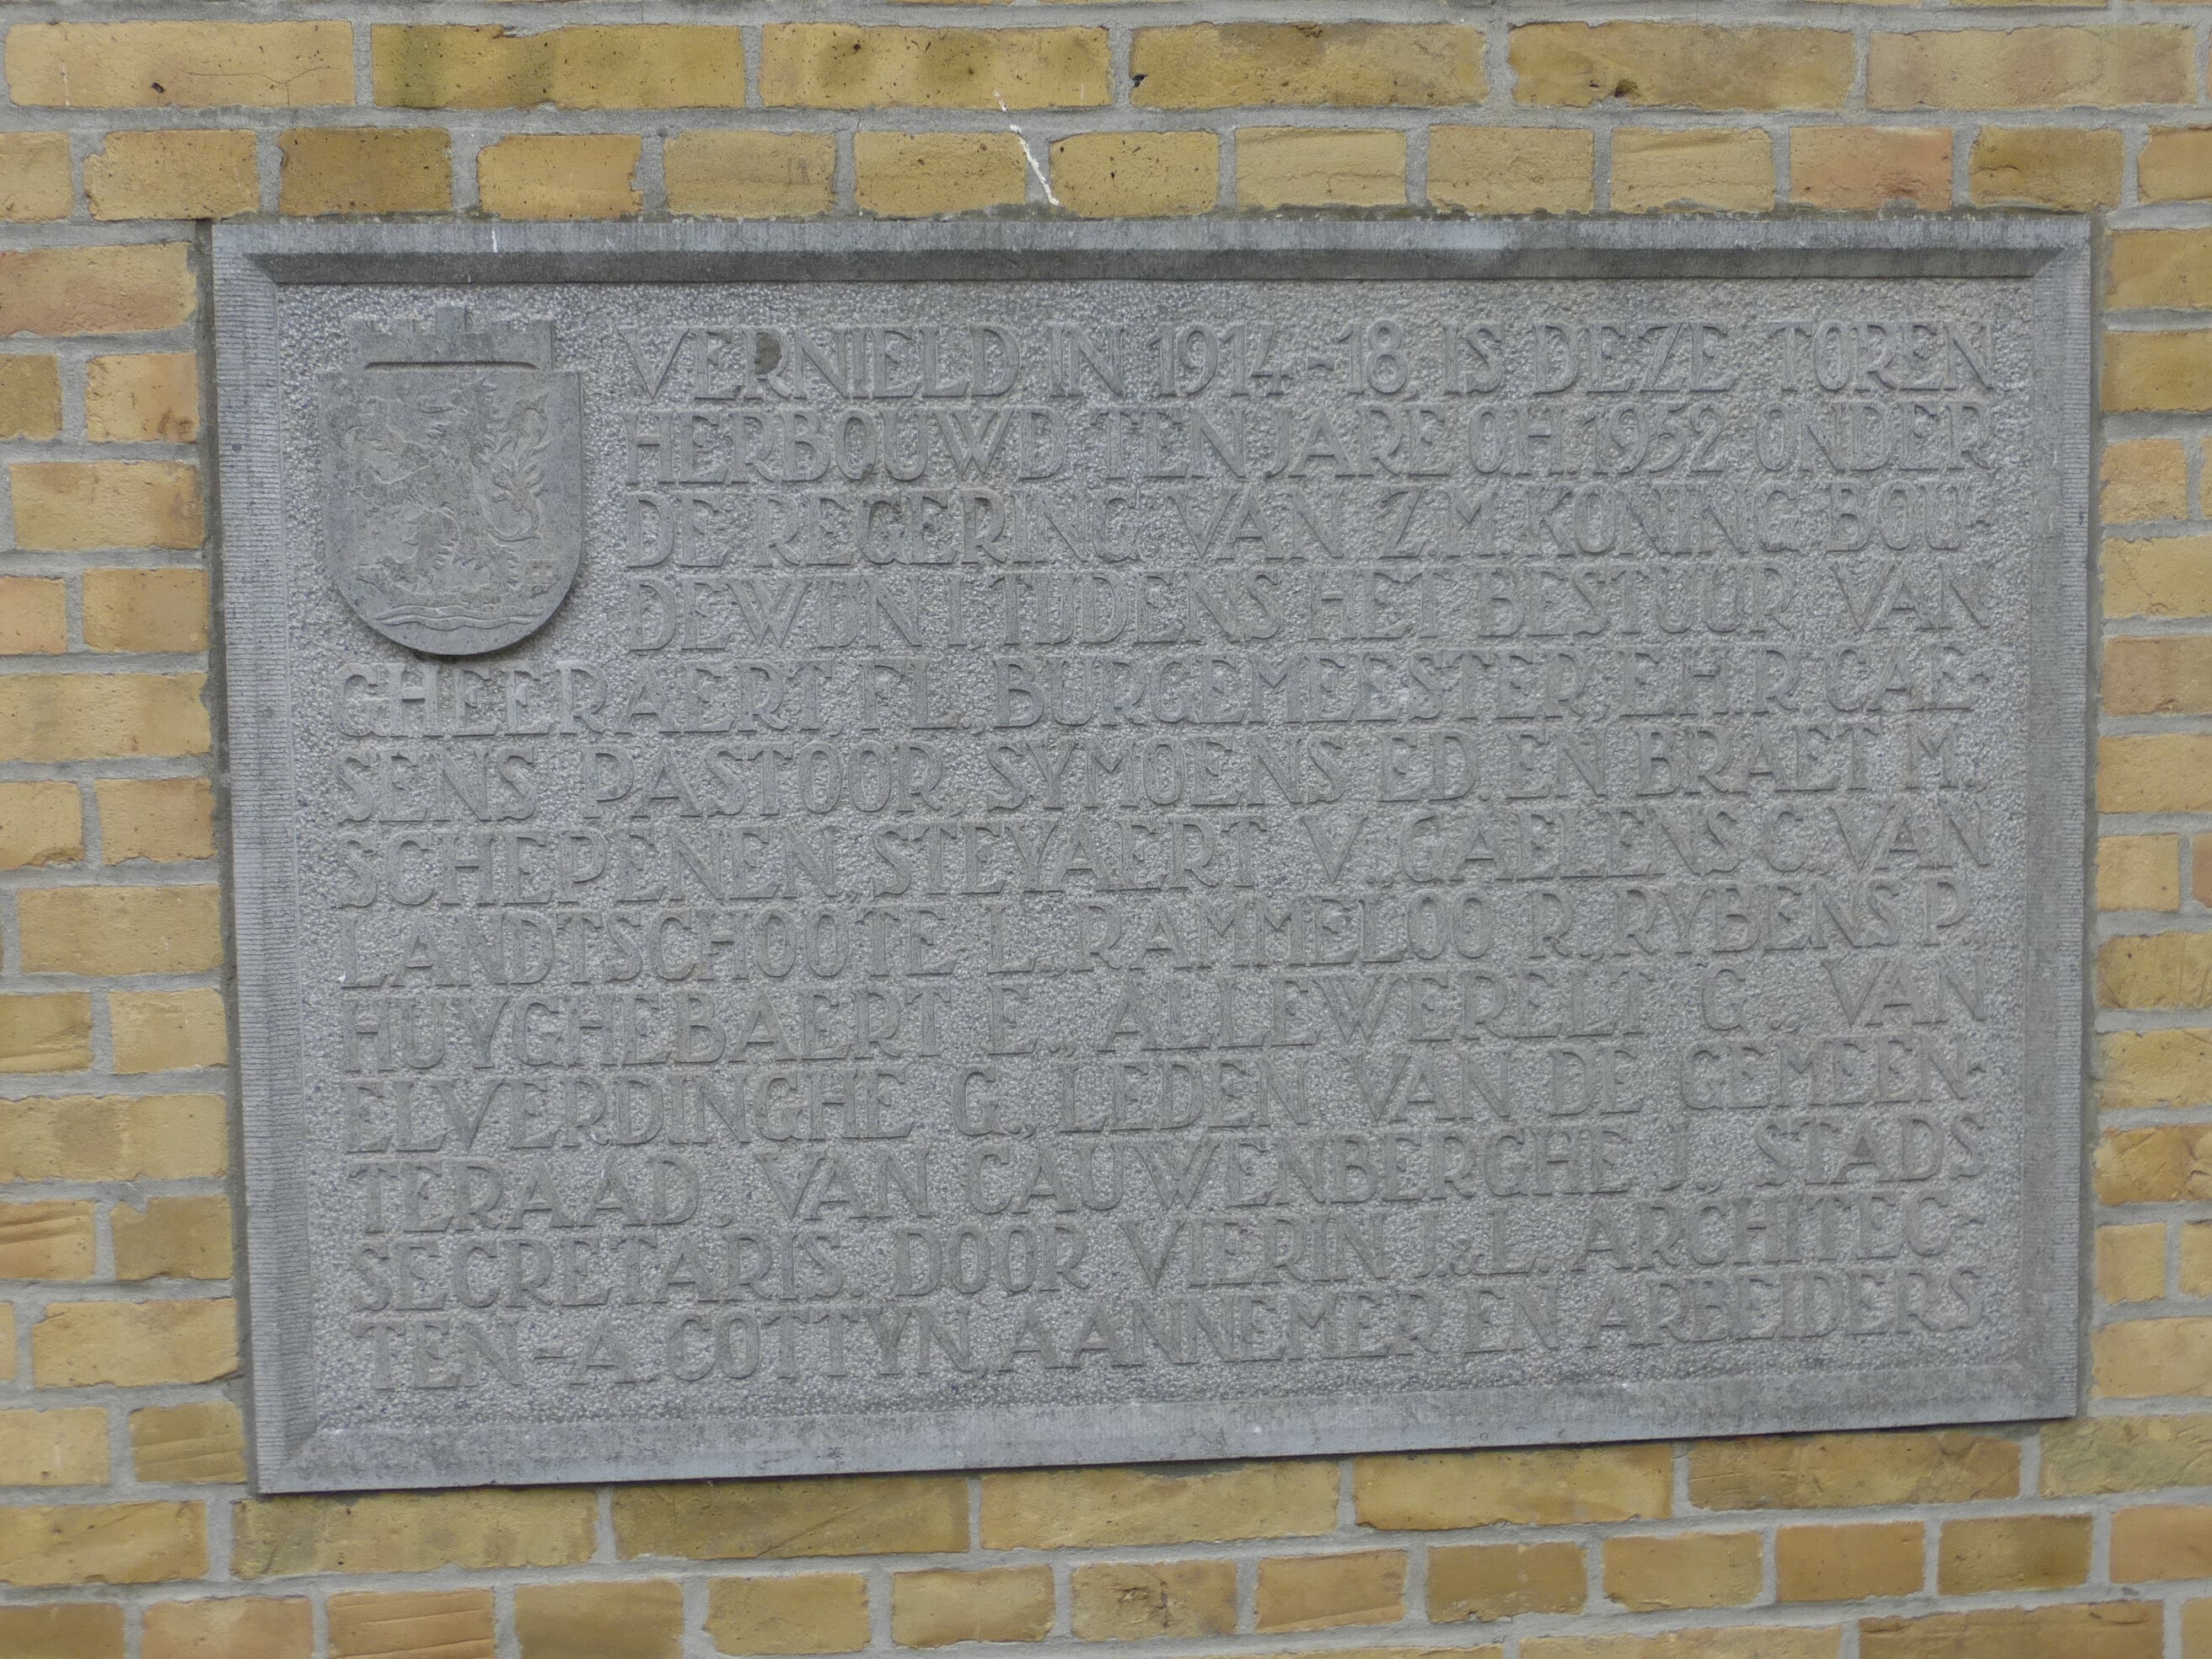 VERNIELD IN 1914-18 IS DEZE TOREN
HERBOUWD TEN JARE OH. 1952 ONDER
DE REGERING VAN Z.M. KONING BOU-
DEWIJN I, TIJDENS HET BESTUUR VAN
GHEERAERT, FL., BURGEMEESTER, E.H.R. CAE-
SENS PASTOOR, SYMOENS ED. EN BRAET M.
SCHEPENEN, STEYAERT V., GAELENS C. VAN
LANDTSCHOOTE L., RAMMELOO R., RYBENS P.
HUYGHEBAERT E., ALLEWERELT G., VAN
ELVERDINGHE G., LEDEN VAN DE GEMEEN-
TERAAD, VAN CAUWENBERGHE J., STADS
SECRETARIS. DOOR VIERIN J.&L. ARCHITEC-
TEN - A. COTTYN, AANNEMER EN ARBEIDERS